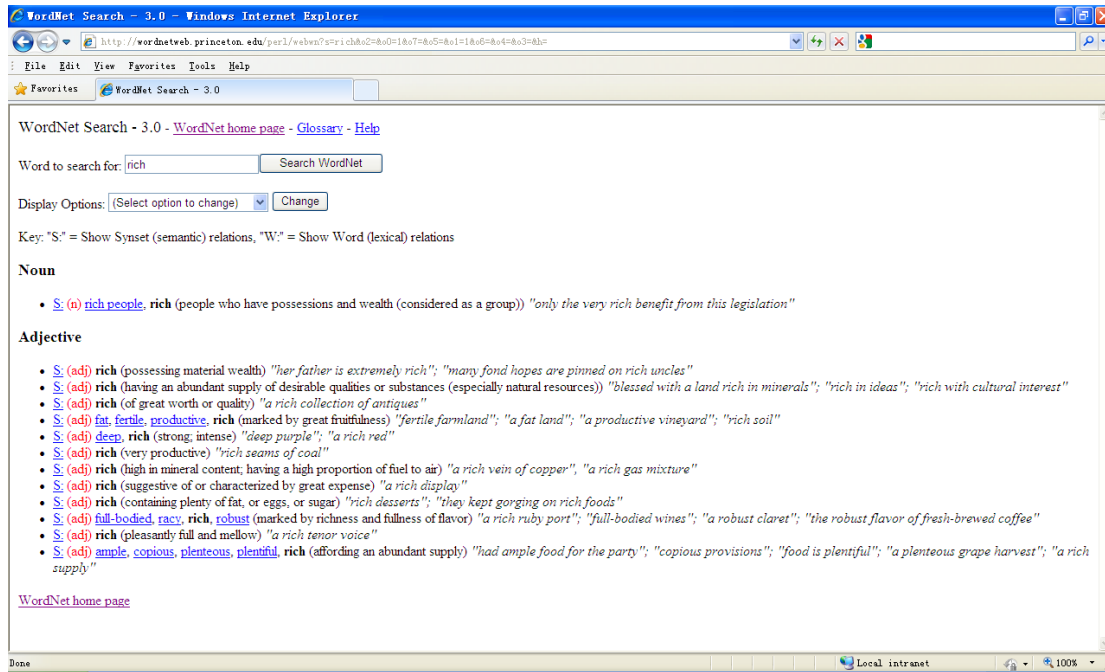 WordNet Search - 3.0 - Windows Internet Explorer
http://wordnetweb.princeton.edu/perl/webwn?s=rich&o2=&o0=1&o7=&o5=&o1=1&o6=&o4=&o3=&h=
File Edit View Favorites Tools Help
Favorites WordNet Search - 3.0
WordNet Search - 3.0 - WordNet home page - Glossary - Help
Word to search for: rich Search WordNet
Display Options: (Select option to change) Change
Key: "S:" = Show Synset (semantic) relations, "W:" = Show Word (lexical) relations
Noun
• S: (n) rich people, rich (people who have possessions and wealth (considered as a group)) "only the very rich benefit from this legislation"
Adjective
• S: (adj) rich (possessing material wealth) "her father is extremely rich"; "many fond hopes are pinned on rich uncles"
• S: (adj) rich (having an abundant supply of desirable qualities or substances (especially natural resources)) "blessed with a land rich in minerals"; "rich in ideas"; "rich with cultural interest"
• S: (adj) rich (of great worth or quality) "a rich collection of antiques"
• S: (adj) fat, fertile, productive, rich (marked by great fruitfulness) "fertile farmland"; "a fat land"; "a productive vineyard"; "rich soil"
• S: (adj) deep, rich (strong; intense) "deep purple"; "a rich red"
• S: (adj) rich (very productive) "rich seams of coal"
• S: (adj) rich (high in mineral content; having a high proportion of fuel to air) "a rich vein of copper", "a rich gas mixture"
• S: (adj) rich (suggestive of or characterized by great expense) "a rich display"
• S: (adj) rich (containing plenty of fat, or eggs, or sugar) "rich desserts"; "they kept gorging on rich foods"
• S: (adj) full-bodied, racy, rich, robust (marked by richness and fullness of flavor) "a rich ruby port"; "full-bodied wines"; "a robust claret"; "the robust flavor of fresh-brewed coffee"
• S: (adj) rich (pleasantly full and mellow) "a rich tenor voice"
• S: (adj) ample, copious, plenteous, plentiful, rich (affording an abundant supply) "had ample food for the party"; "copious provisions"; "food is plentiful"; "a plenteous grape harvest"; "a rich
supply"
WordNet home page
Done Local intranet 100%